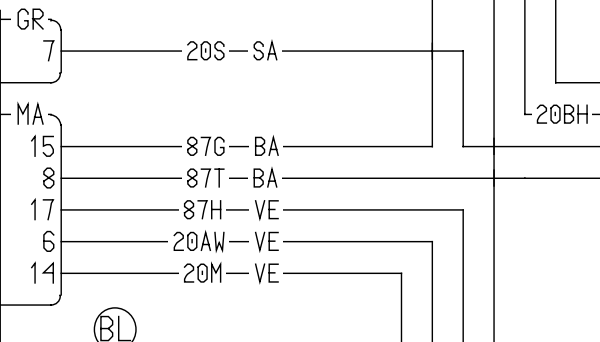 GR
7 20S SA
MA
20BH
15 87G BA
8 87T BA
17 87H VE
6 20AW VE
14 20M VE
BL